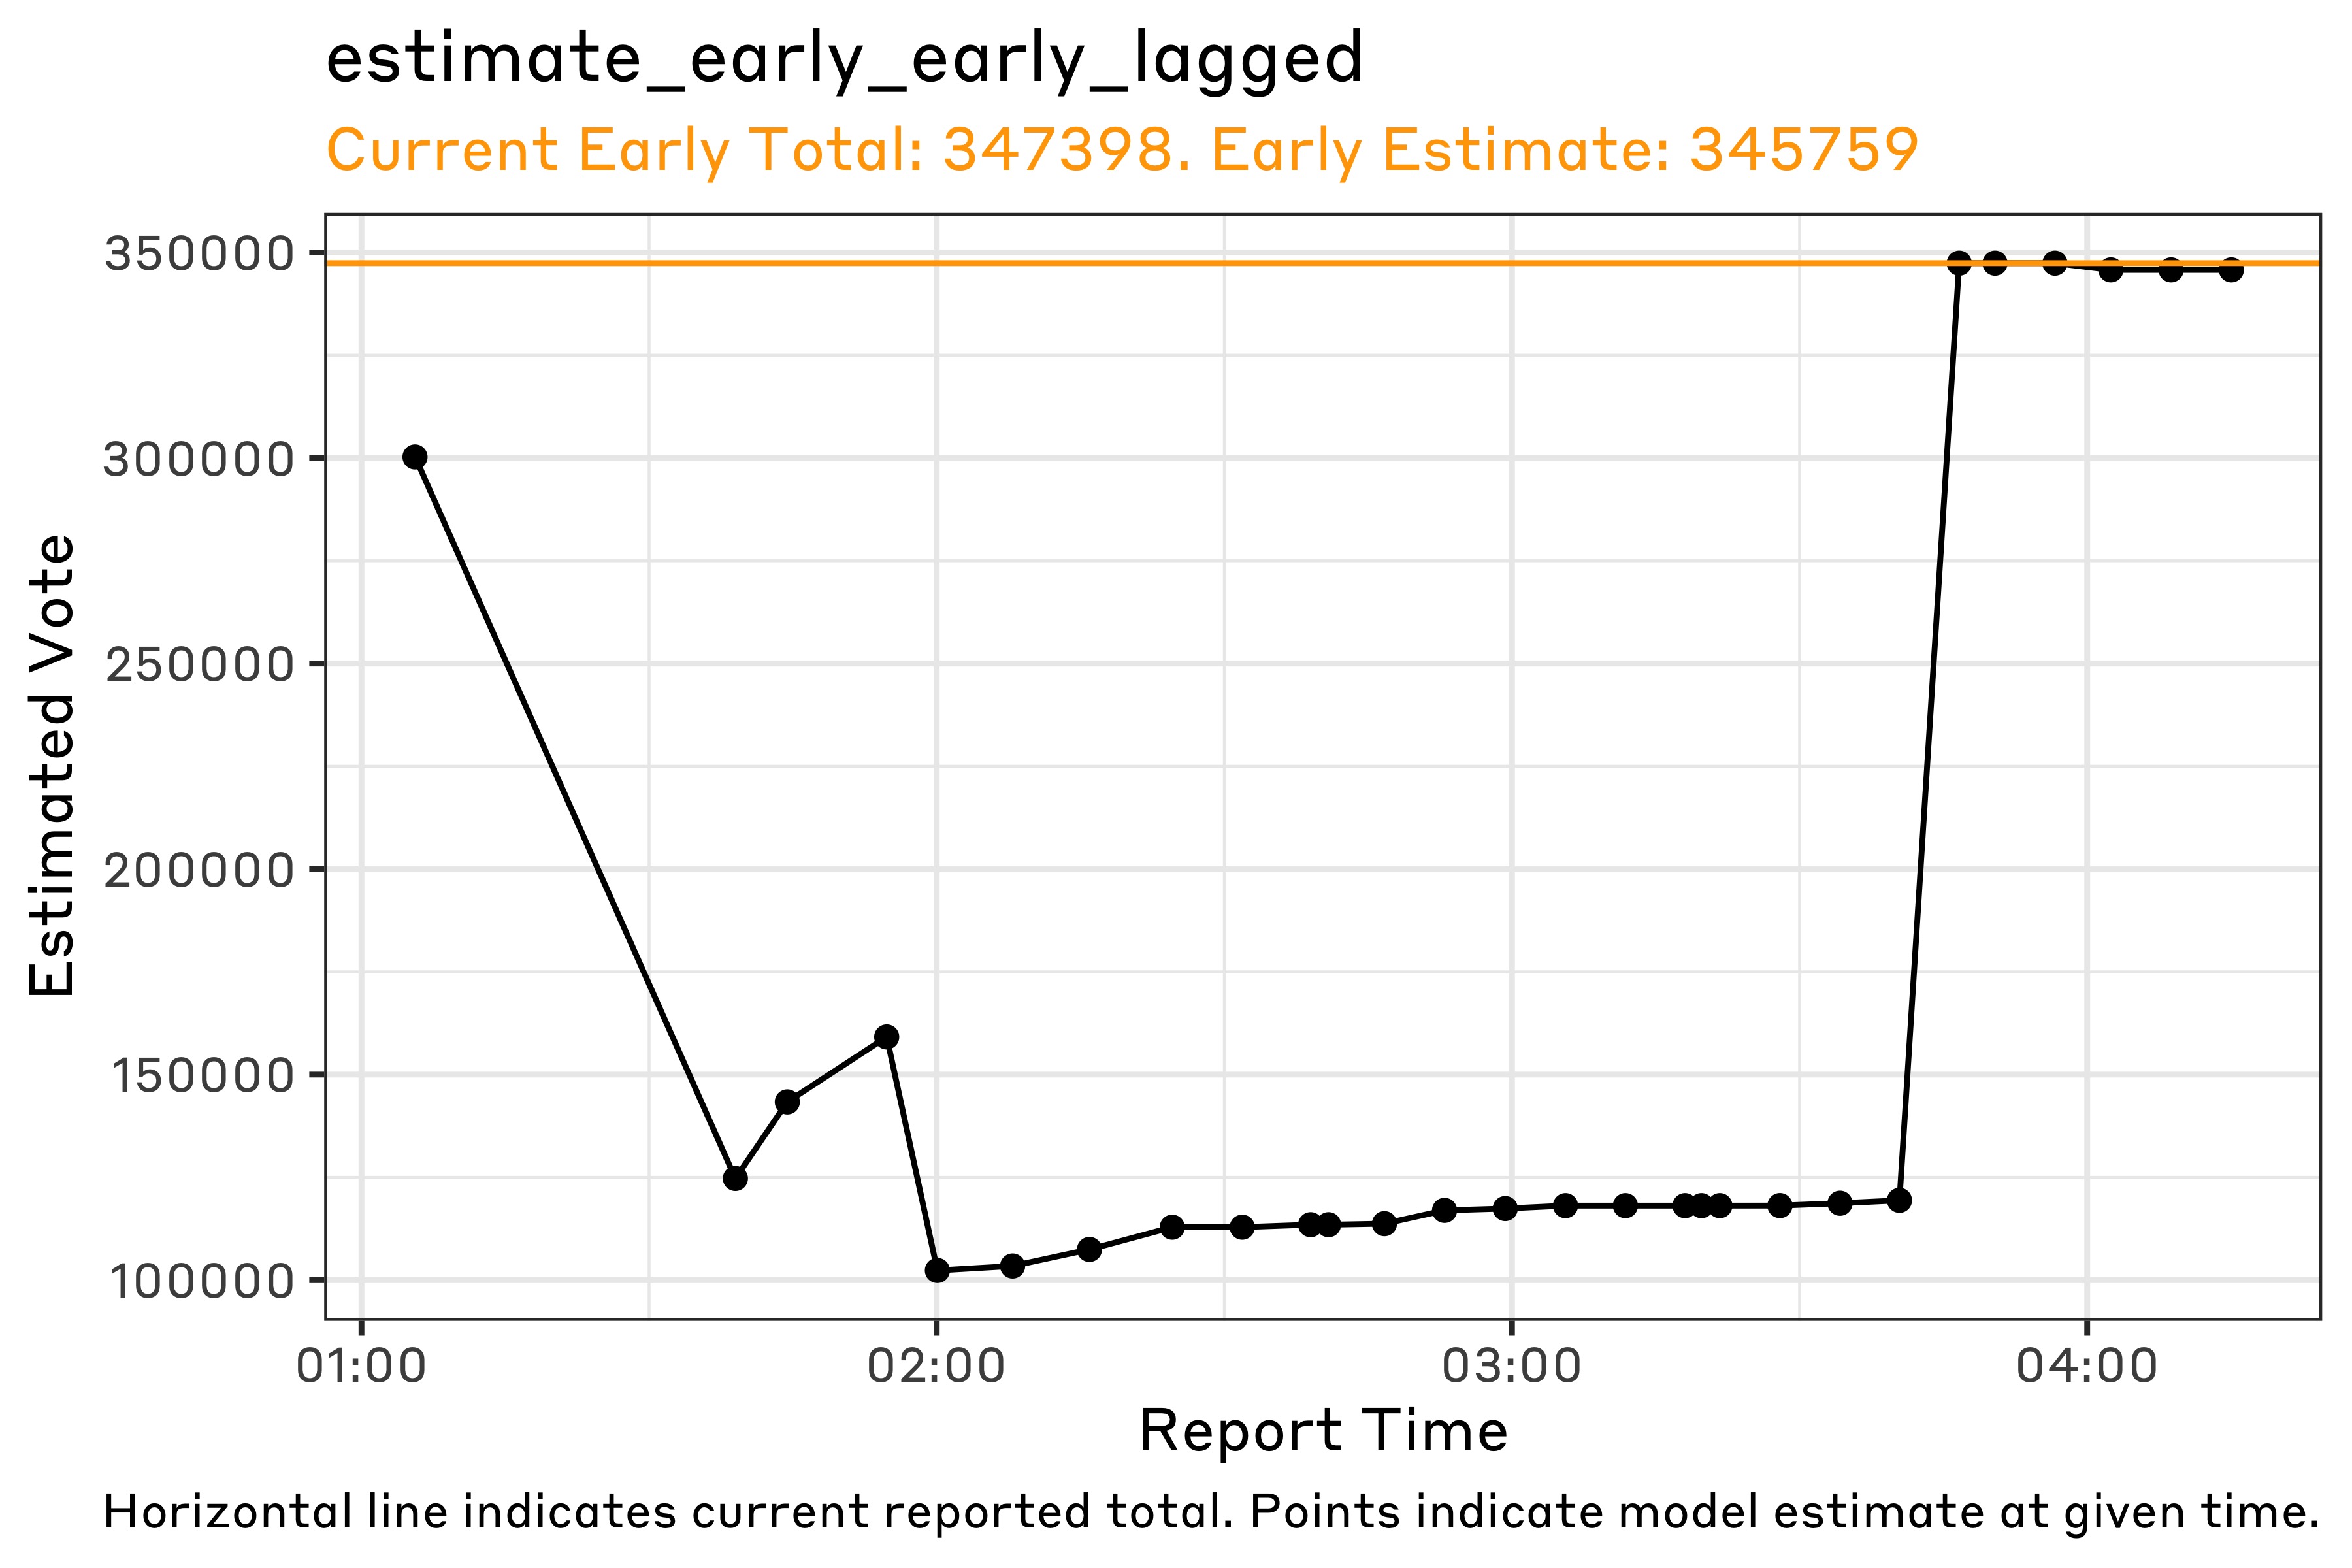 estimate_early_early_lagged
Current Early Total: 347398. Early Estimate: 345759
Estimated Vote
350000
300000
250000
200000
150000
100000
01:00 02:00 03:00 04:00
Report Time
Horizontal line indicates current reported total. Points indicate model estimate at given time.